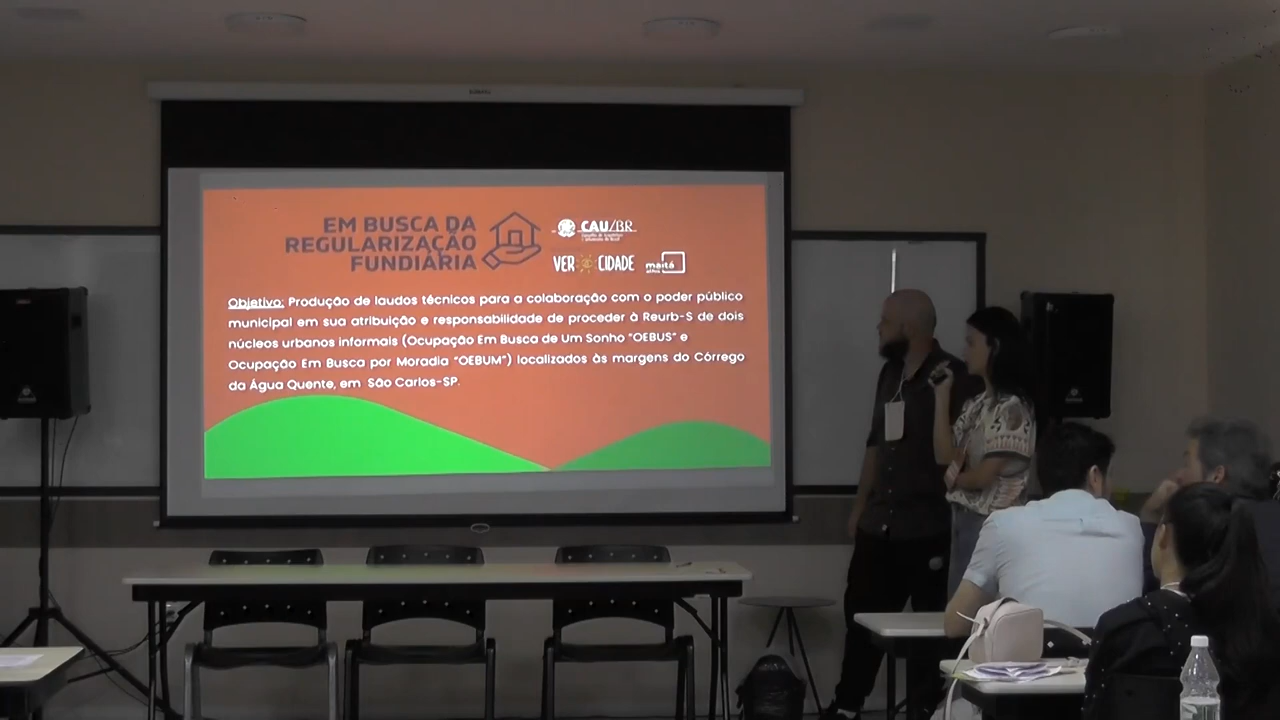 EM BUSCA DA
REGULARIZAÇÃO
FUNDIÁRIA
CAU/BR
VER CIDADE
Objetivo: Produção de laudos técnicos para a colaboração com o poder público
municipal em sua atribuição e responsabilidade de proceder à Reurb-S de dois
núcleos urbanos informais (Ocupação Em Busca de Um Sonho "OEBUS" e
Ocupação Em Busca por Moradia "OEBUM") localizados às margens do Córrego
da Água Quente, em São Carlos-SP.